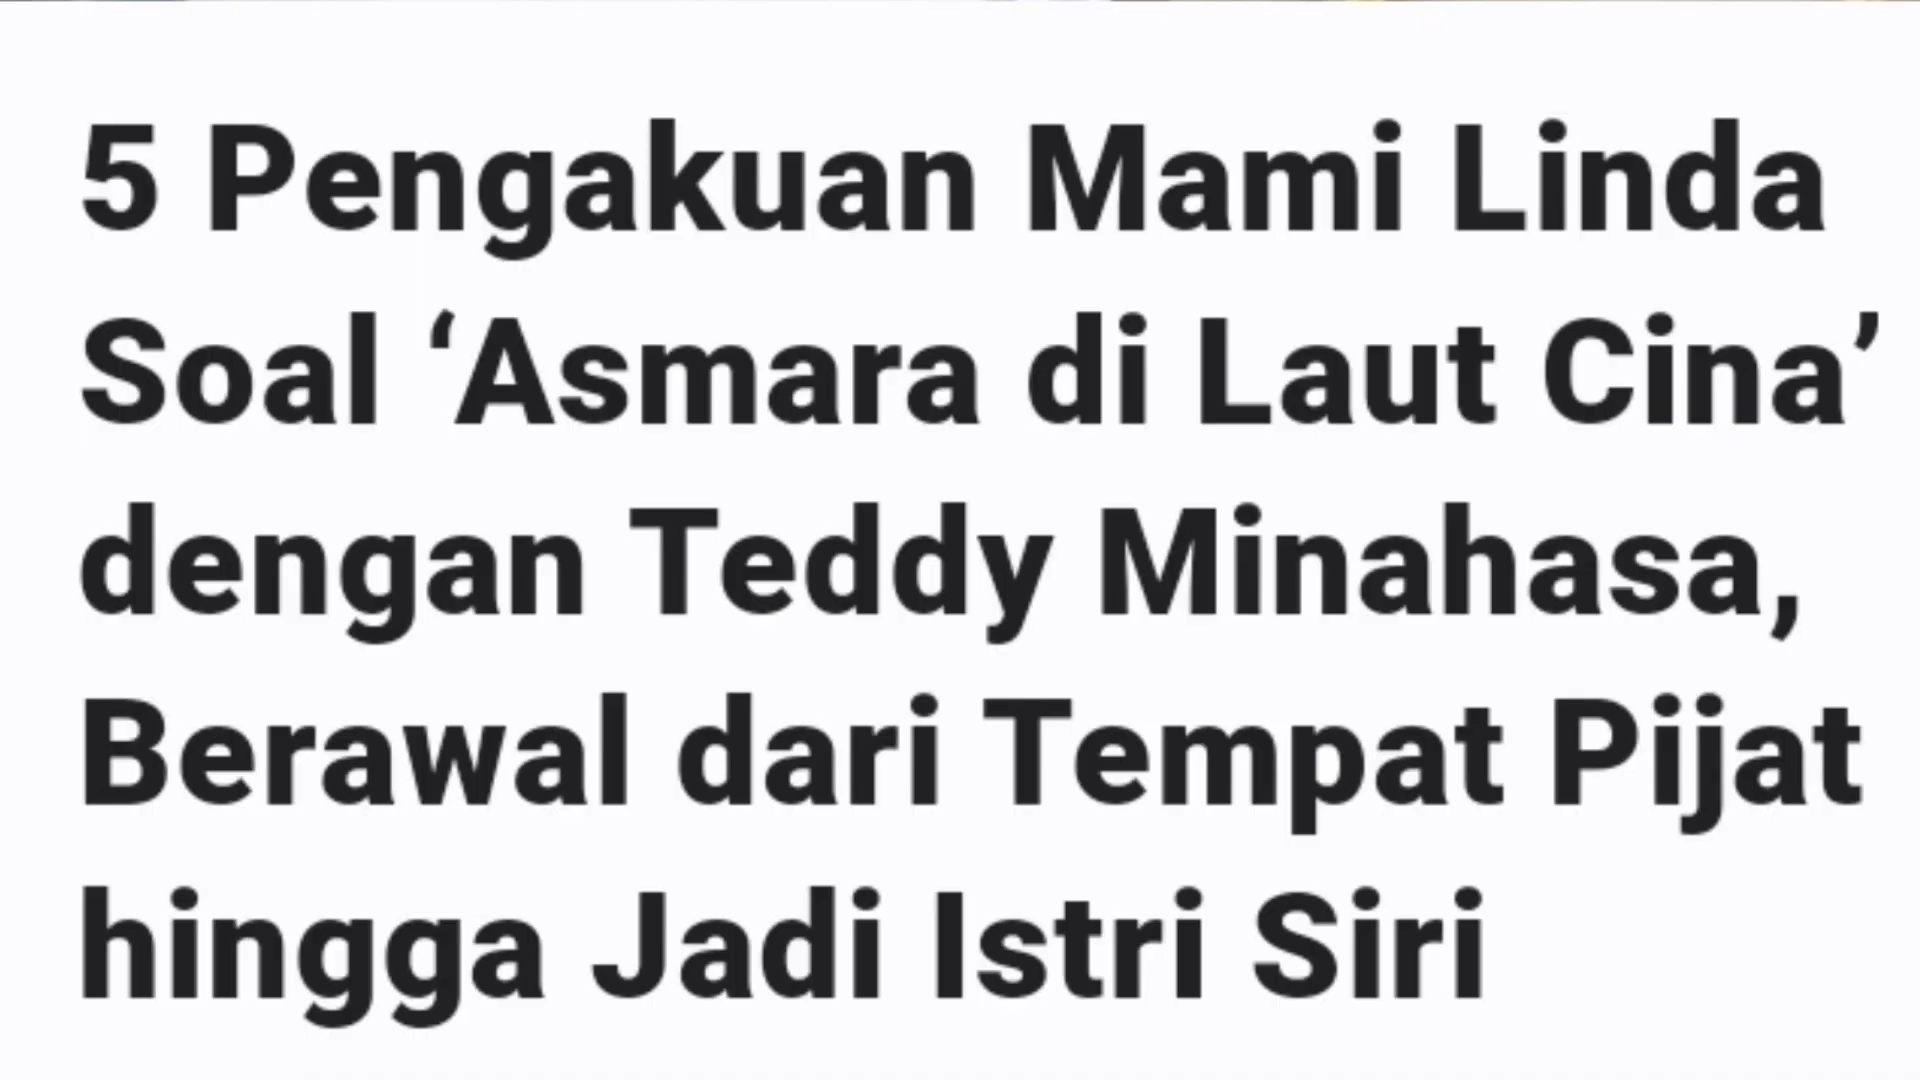 5 Pengakuan Mami Linda
Soal ‘Asmara di Laut Cina’
dengan Teddy Minahasa,
Berawal dari Tempat Pijat
hingga Jadi Istri Siri